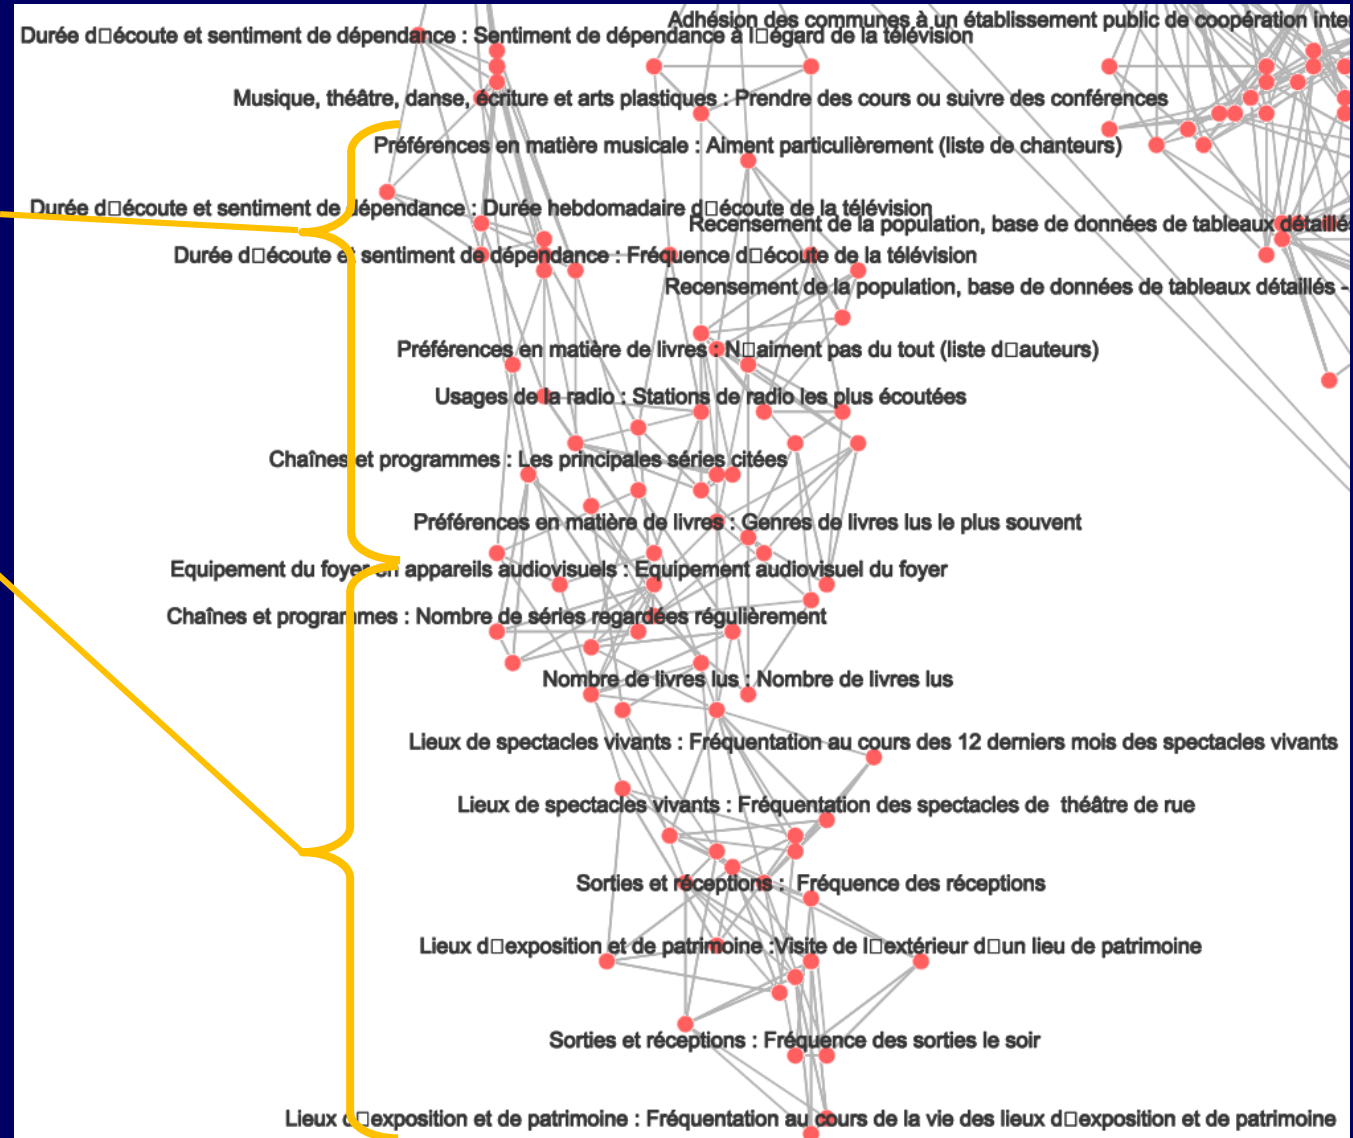 Adhésion des communes à un établissement public de coopération inte
Durée d□écoute et sentiment de dépendance : Sentiment de dépendance à l□égard de la télévision
Musique, théâtre, danse, écriture et arts plastiques : Prendre des cours ou suivre des conférences
Préférences en matière musicale : Aiment particulièrement (liste de chanteurs)
Durée d□écoute et sentiment de dépendance : Durée hebdomadaire d□écoute de la télévision
Recensement de la population, base de données de tableaux détaillés
Durée d□écoute et sentiment de dépendance : Fréquence d□écoute de la télévision
Recensement de la population, base de données de tableaux détaillés -
Préférences en matière de livres : N□aiment pas du tout (liste d□auteurs)
Usages de la radio : Stations de radio les plus écoutées
Chaînes et programmes : Les principales séries citées
Préférences en matière de livres : Genres de livres lus le plus souvent
Equipement du foyer en appareils audiovisuels : Equipement audiovisuel du foyer
Chaînes et programmes : Nombre de séries regardées régulièrement
Nombre de livres lus : Nombre de livres lus
Lieux de spectacles vivants : Fréquentation au cours des 12 derniers mois des spectacles vivants
Lieux de spectacles vivants : Fréquentation des spectacles de théâtre de rue
Sorties et réceptions : Fréquence des réceptions
Lieux d□exposition et de patrimoine :Visite de l□extérieur d□un lieu de patrimoine
Sorties et réceptions : Fréquence des sorties le soir
Lieux d□exposition et de patrimoine : Fréquentation au cours de la vie des lieux d□exposition et de patrimoine